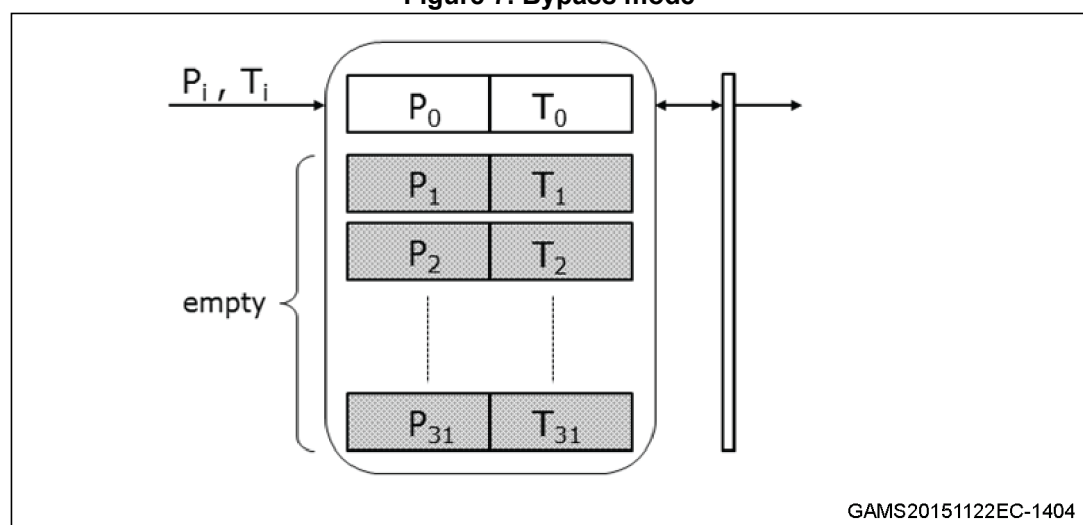 Figure 7. Bypass mode
Pi , Ti
P0 T0
P1 T1
P2 T2
empty
P31 T31
GAMS20151122EC-1404